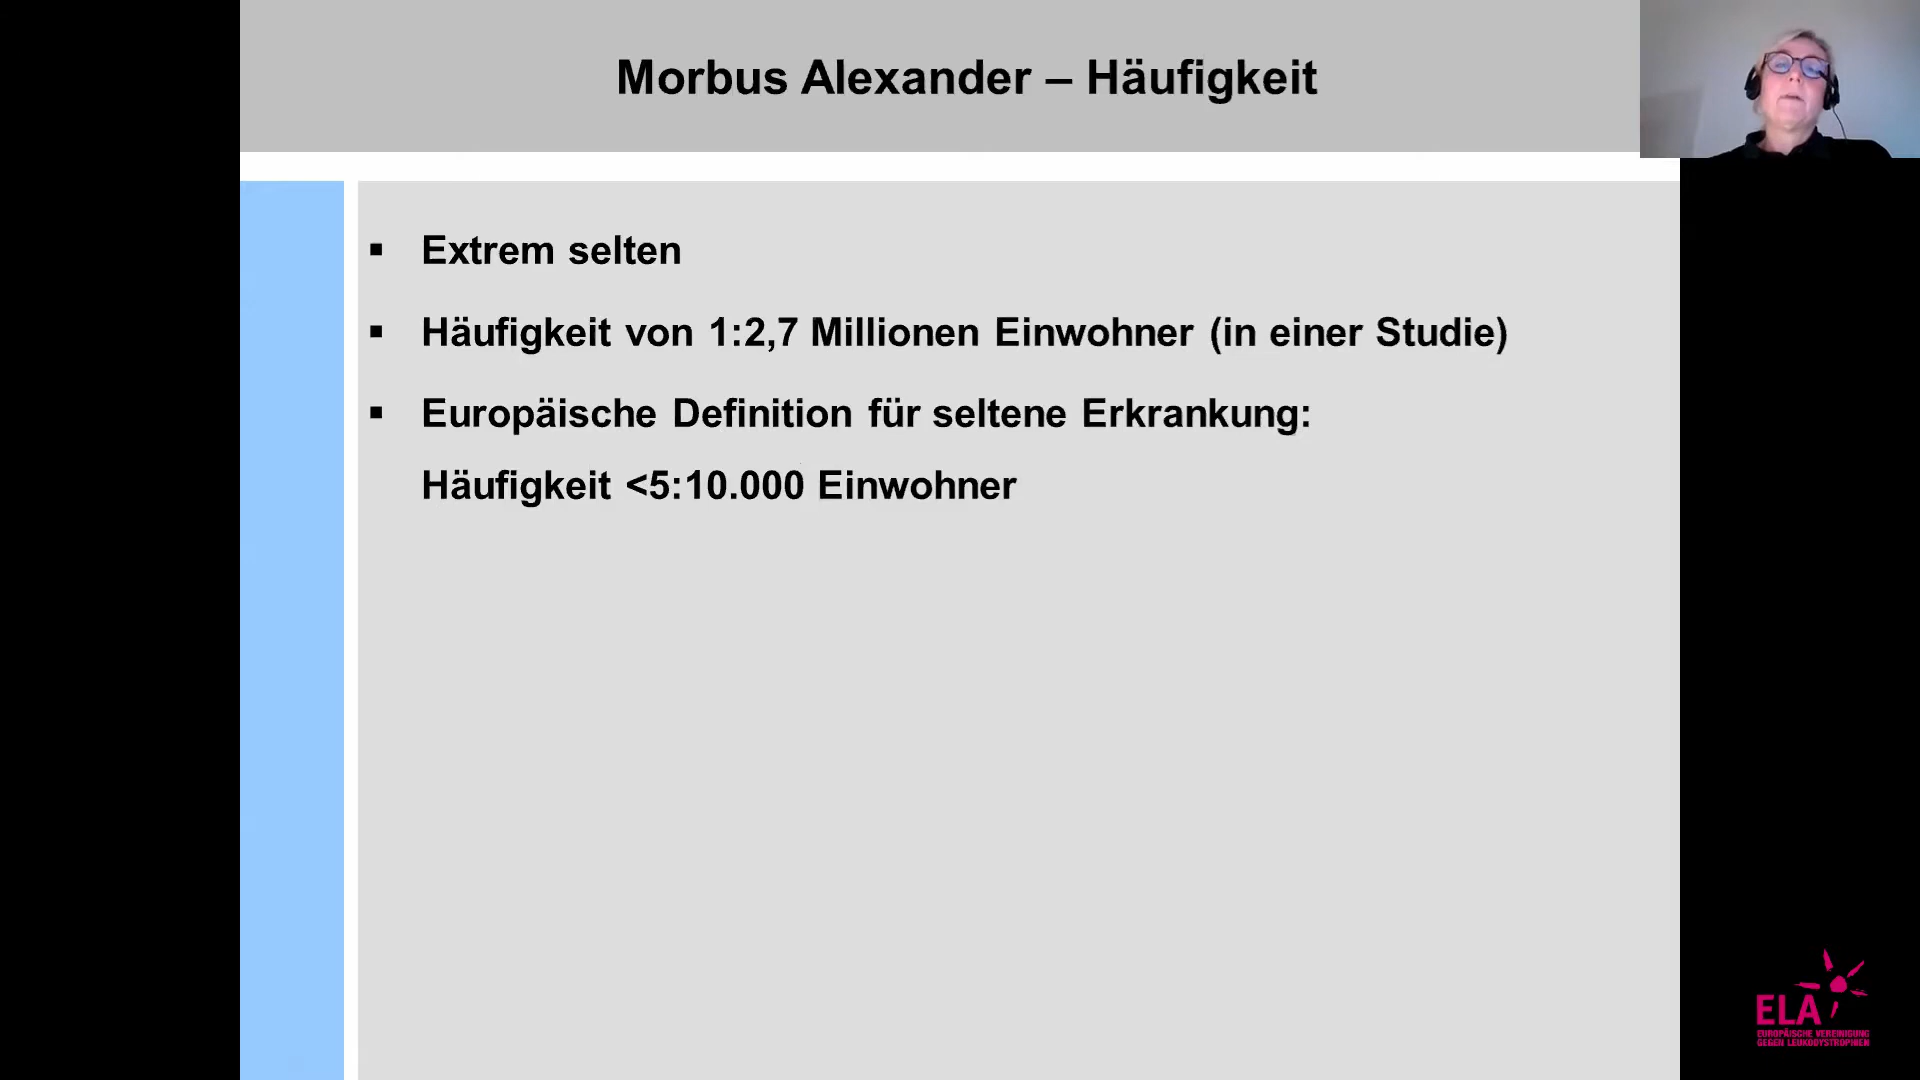 Morbus Alexander – Häufigkeit
▪ Extrem selten
▪ Häufigkeit von 1:2,7 Millionen Einwohner (in einer Studie)
▪ Europäische Definition für seltene Erkrankung:
Häufigkeit <5:10.000 Einwohner
ELA
EUROPÄISCHE VEREINIGUNG
GEGEN LEUKODYSTROPHIEN